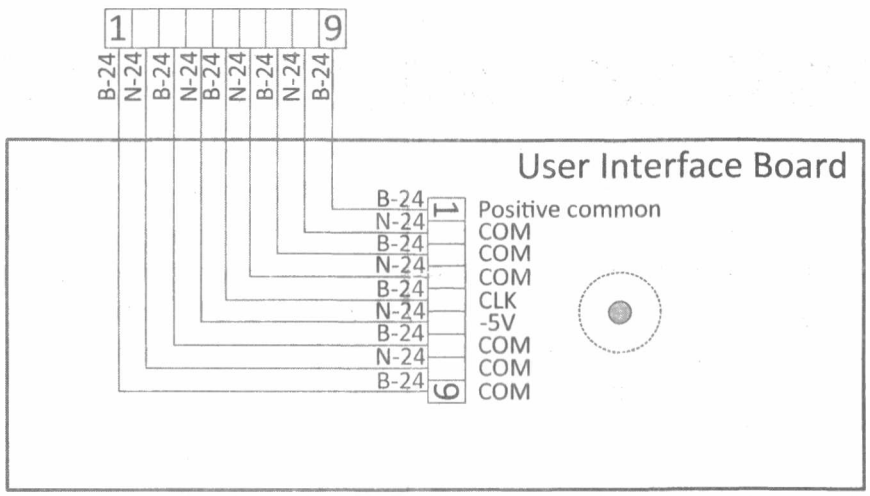 1 9
B-24 N-24 B-24 N-24 B-24 N-24 B-24 N-24 B-24
User Interface Board
B-24 1 Positive common
N-24 COM
B-24 COM
N-24 COM
B-24 CLK
N-24 -5V
B-24 COM
N-24 COM
B-24 9 COM